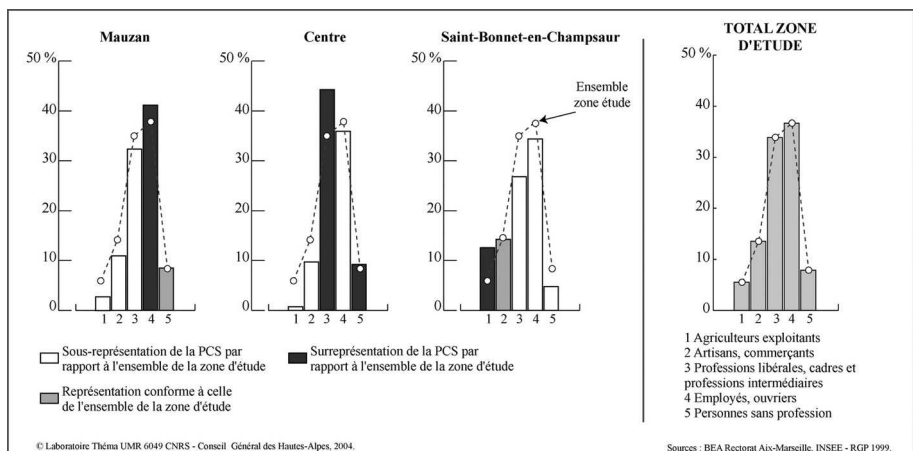 Mauzan
Centre
Saint-Bonnet-en-Champsaur
TOTAL ZONE
D'ETUDE
50 %
40
30
20
10
0
1 2 3 4 5
50 %
40
30
20
10
0
1 2 3 4 5
50 %
40
30
20
10
0
1 2 3 4 5
Ensemble
zone étude
50 %
40
30
20
10
0
1 2 3 4 5
Sous-représentation de la PCS par
rapport à l'ensemble de la zone d'étude
Surreprésentation de la PCS par
rapport à l'ensemble de la zone d'étude
Représentation conforme à celle
de l'ensemble de la zone d'étude
1 Agriculteurs exploitants
2 Artisans, commerçants
3 Professions libérales, cadres et
professions intermédiaires
4 Employés, ouvriers
5 Personnes sans profession
© Laboratoire Théma UMR 6049 CNRS - Conseil Général des Hautes-Alpes, 2004.
Sources : BEA Rectorat Aix-Marseille, INSEE - RGP 1999.